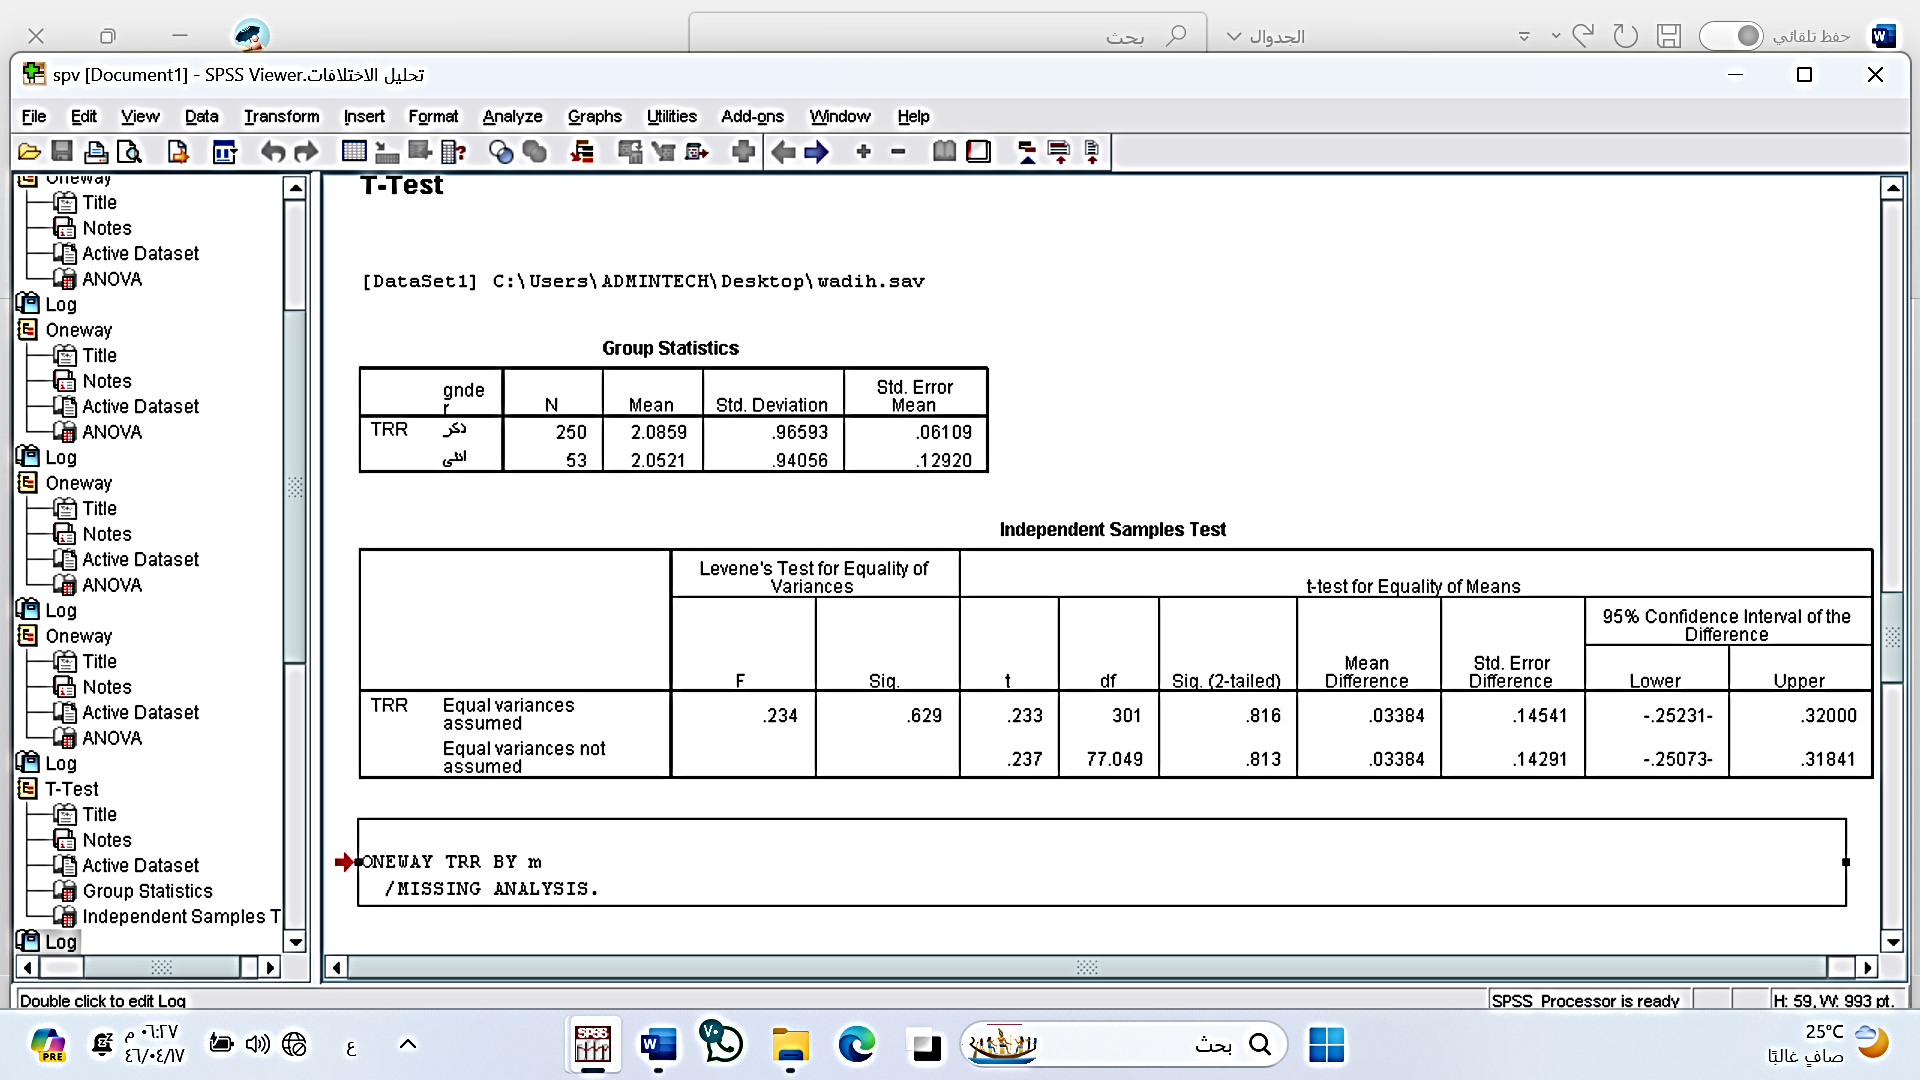 بحث
الجدوال
حفظ تلقائي
spv [Document1] - SPSS Viewer.تحليل الاختلافات
File Edit View Data Transform Insert Format Analyze Graphs Utilities Add-ons Window Help
Oneway
Title
Notes
Active Dataset
ANOVA
Log
Oneway
Title
Notes
Active Dataset
ANOVA
Log
Oneway
Title
Notes
Active Dataset
ANOVA
Log
Oneway
Title
Notes
Active Dataset
ANOVA
Log
T-Test
Title
Notes
Active Dataset
Group Statistics
Independent Samples T
Log
T-Test
[DataSet1] C:\Users\ADMINTECH\Desktop\wadih.sav
Group Statistics
gnder N Mean Std. Deviation Std. Error Mean
TRR ذكر 250 2.0859 .96593 .06109
انثى 53 2.0521 .94056 .12920
Independent Samples Test
Levene's Test for Equality of Variances
t-test for Equality of Means
95% Confidence Interval of the Difference
F Sig. t df Sig. (2-tailed) Mean Difference Std. Error Difference Lower Upper
TRR Equal variances assumed .234 .629 .233 301 .816 .03384 .14541 -.25231- .32000
Equal variances not assumed .237 77.049 .813 .03384 .14291 -.25073- .31841
ONEWAY TRR BY m
/MISSING ANALYSIS.
Double click to edit Log
SPSS Processor is ready
H: 59, W: 993 pt.
PRE
٠٦:٢٧ م
٤٦/٠٤/١٧
ع
SPSS
بحث
25°C
صافٍ غالبًا